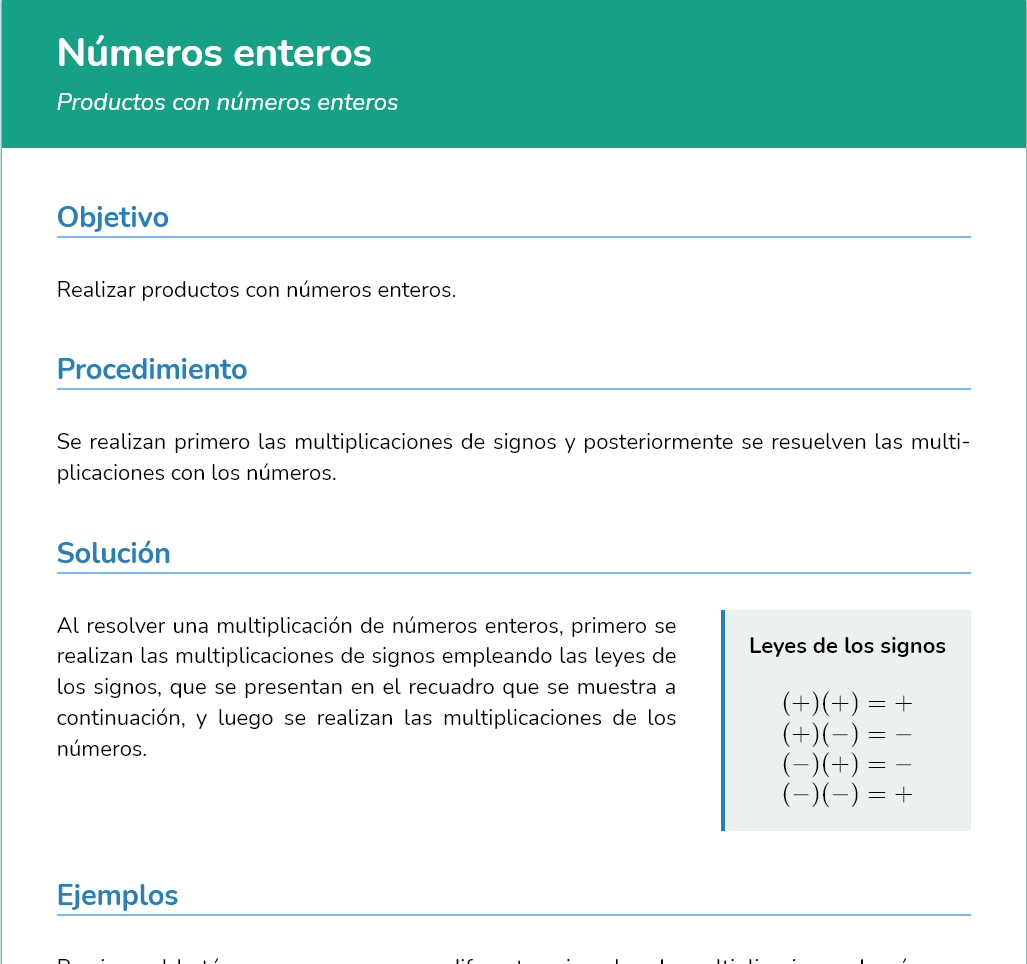 Números enteros
Productos con números enteros
Objetivo
Realizar productos con números enteros.
Procedimiento
Se realizan primero las multiplicaciones de signos y posteriormente se resuelven las multi-
plicaciones con los números.
Solución
Al resolver una multiplicación de números enteros, primero se
realizan las multiplicaciones de signos empleando las leyes de
los signos, que se presentan en el recuadro que se muestra a
continuación, y luego se realizan las multiplicaciones de los
números.
Leyes de los signos
(+)(+) = +
(+)(−) = −
(−)(+) = −
(−)(−) = +
Ejemplos